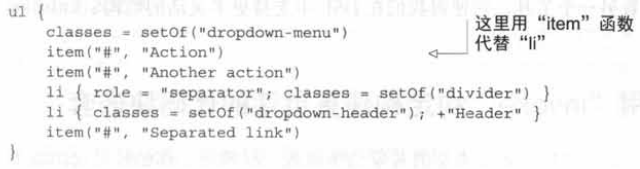 ul {
    classes = setOf("dropdown-menu")
    item("#", "Action")
    item("#", "Another action")
    li { role = "separator"; classes = setOf("divider") }
    li { classes = setOf("dropdown-header"); +"Header" }
    item("#", "Separated link")
}
这里用“item”函数
代替“li”